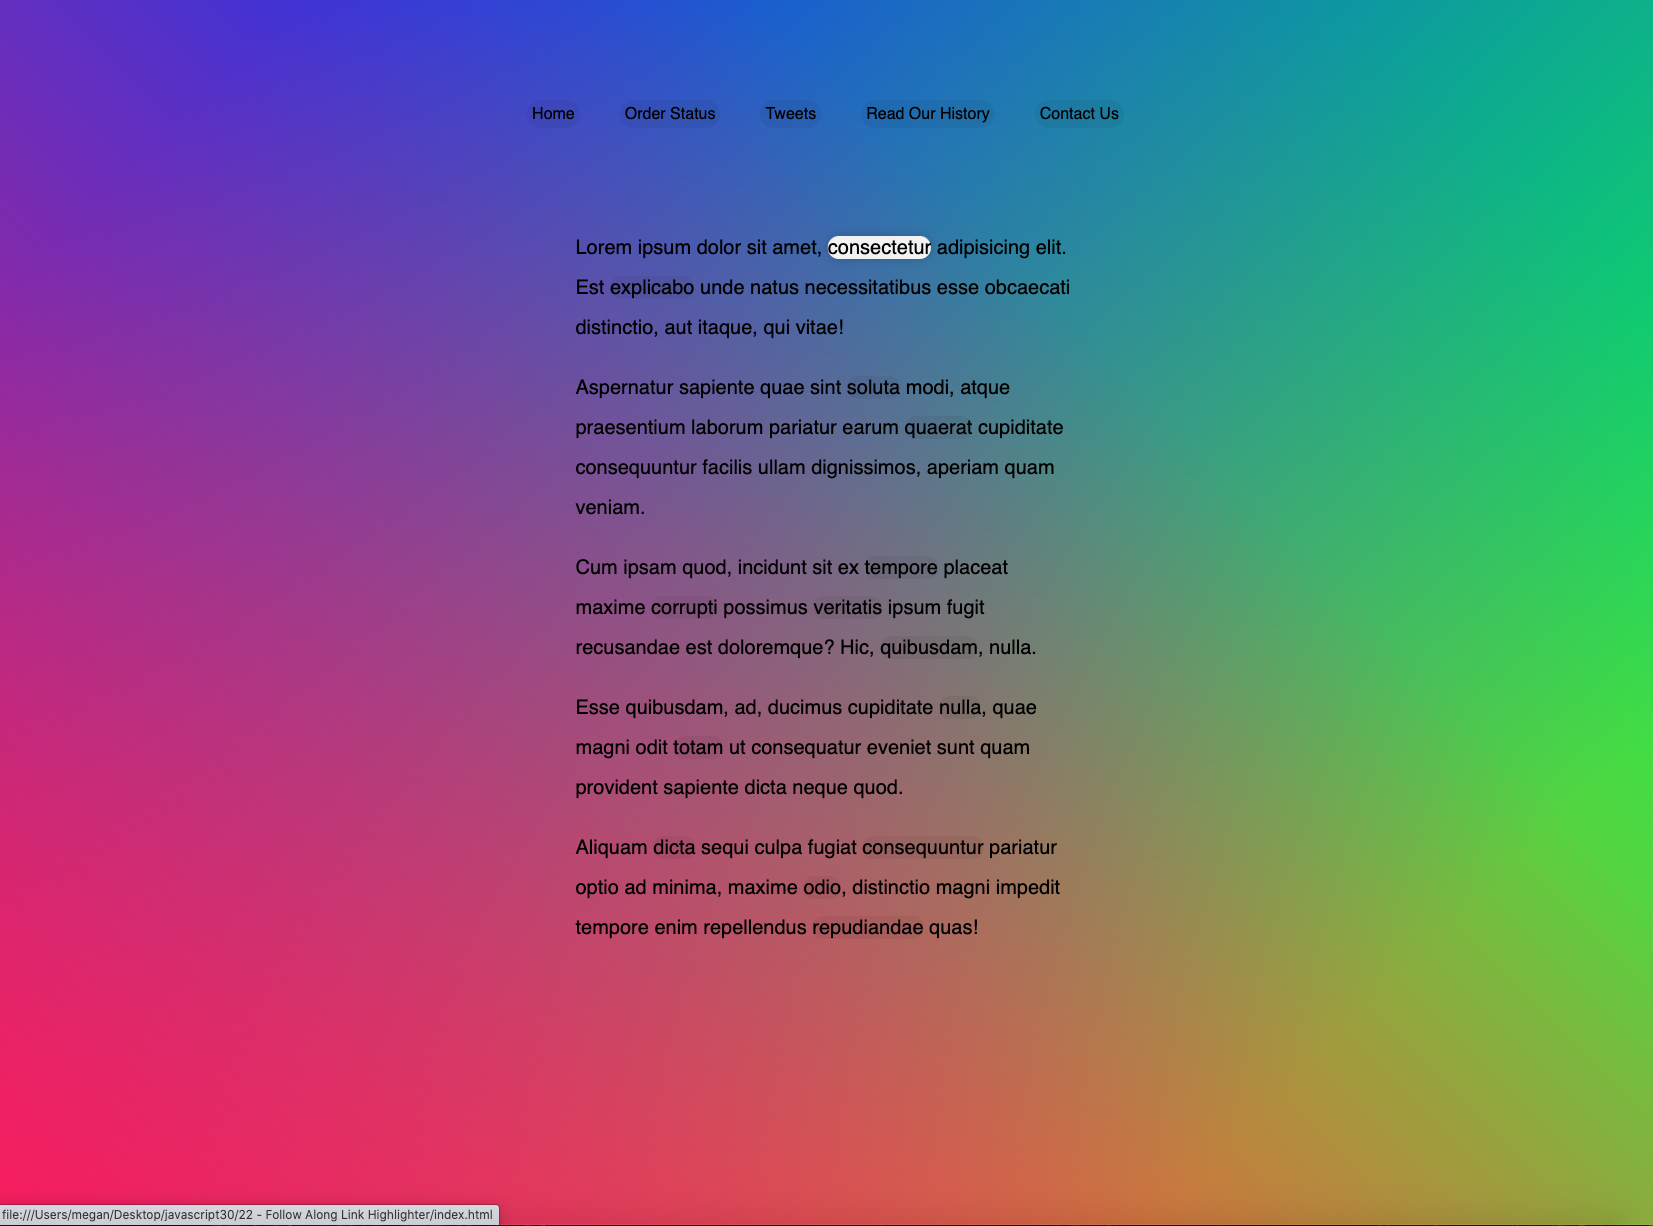 Home Order Status Tweets Read Our History Contact Us
Lorem ipsum dolor sit amet, consectetur adipisicing elit.
Est explicabo unde natus necessitatibus esse obcaecati
distinctio, aut itaque, qui vitae!
Aspernatur sapiente quae sint soluta modi, atque
praesentium laborum pariatur earum quaerat cupiditate
consequuntur facilis ullam dignissimos, aperiam quam
veniam.
Cum ipsam quod, incidunt sit ex tempore placeat
maxime corrupti possimus veritatis ipsum fugit
recusandae est doloremque? Hic, quibusdam, nulla.
Esse quibusdam, ad, ducimus cupiditate nulla, quae
magni odit totam ut consequatur eveniet sunt quam
provident sapiente dicta neque quod.
Aliquam dicta sequi culpa fugiat consequuntur pariatur
optio ad minima, maxime odio, distinctio magni impedit
tempore enim repellendus repudiandae quas!
file:///Users/megan/Desktop/javascript30/22 - Follow Along Link Highlighter/index.html